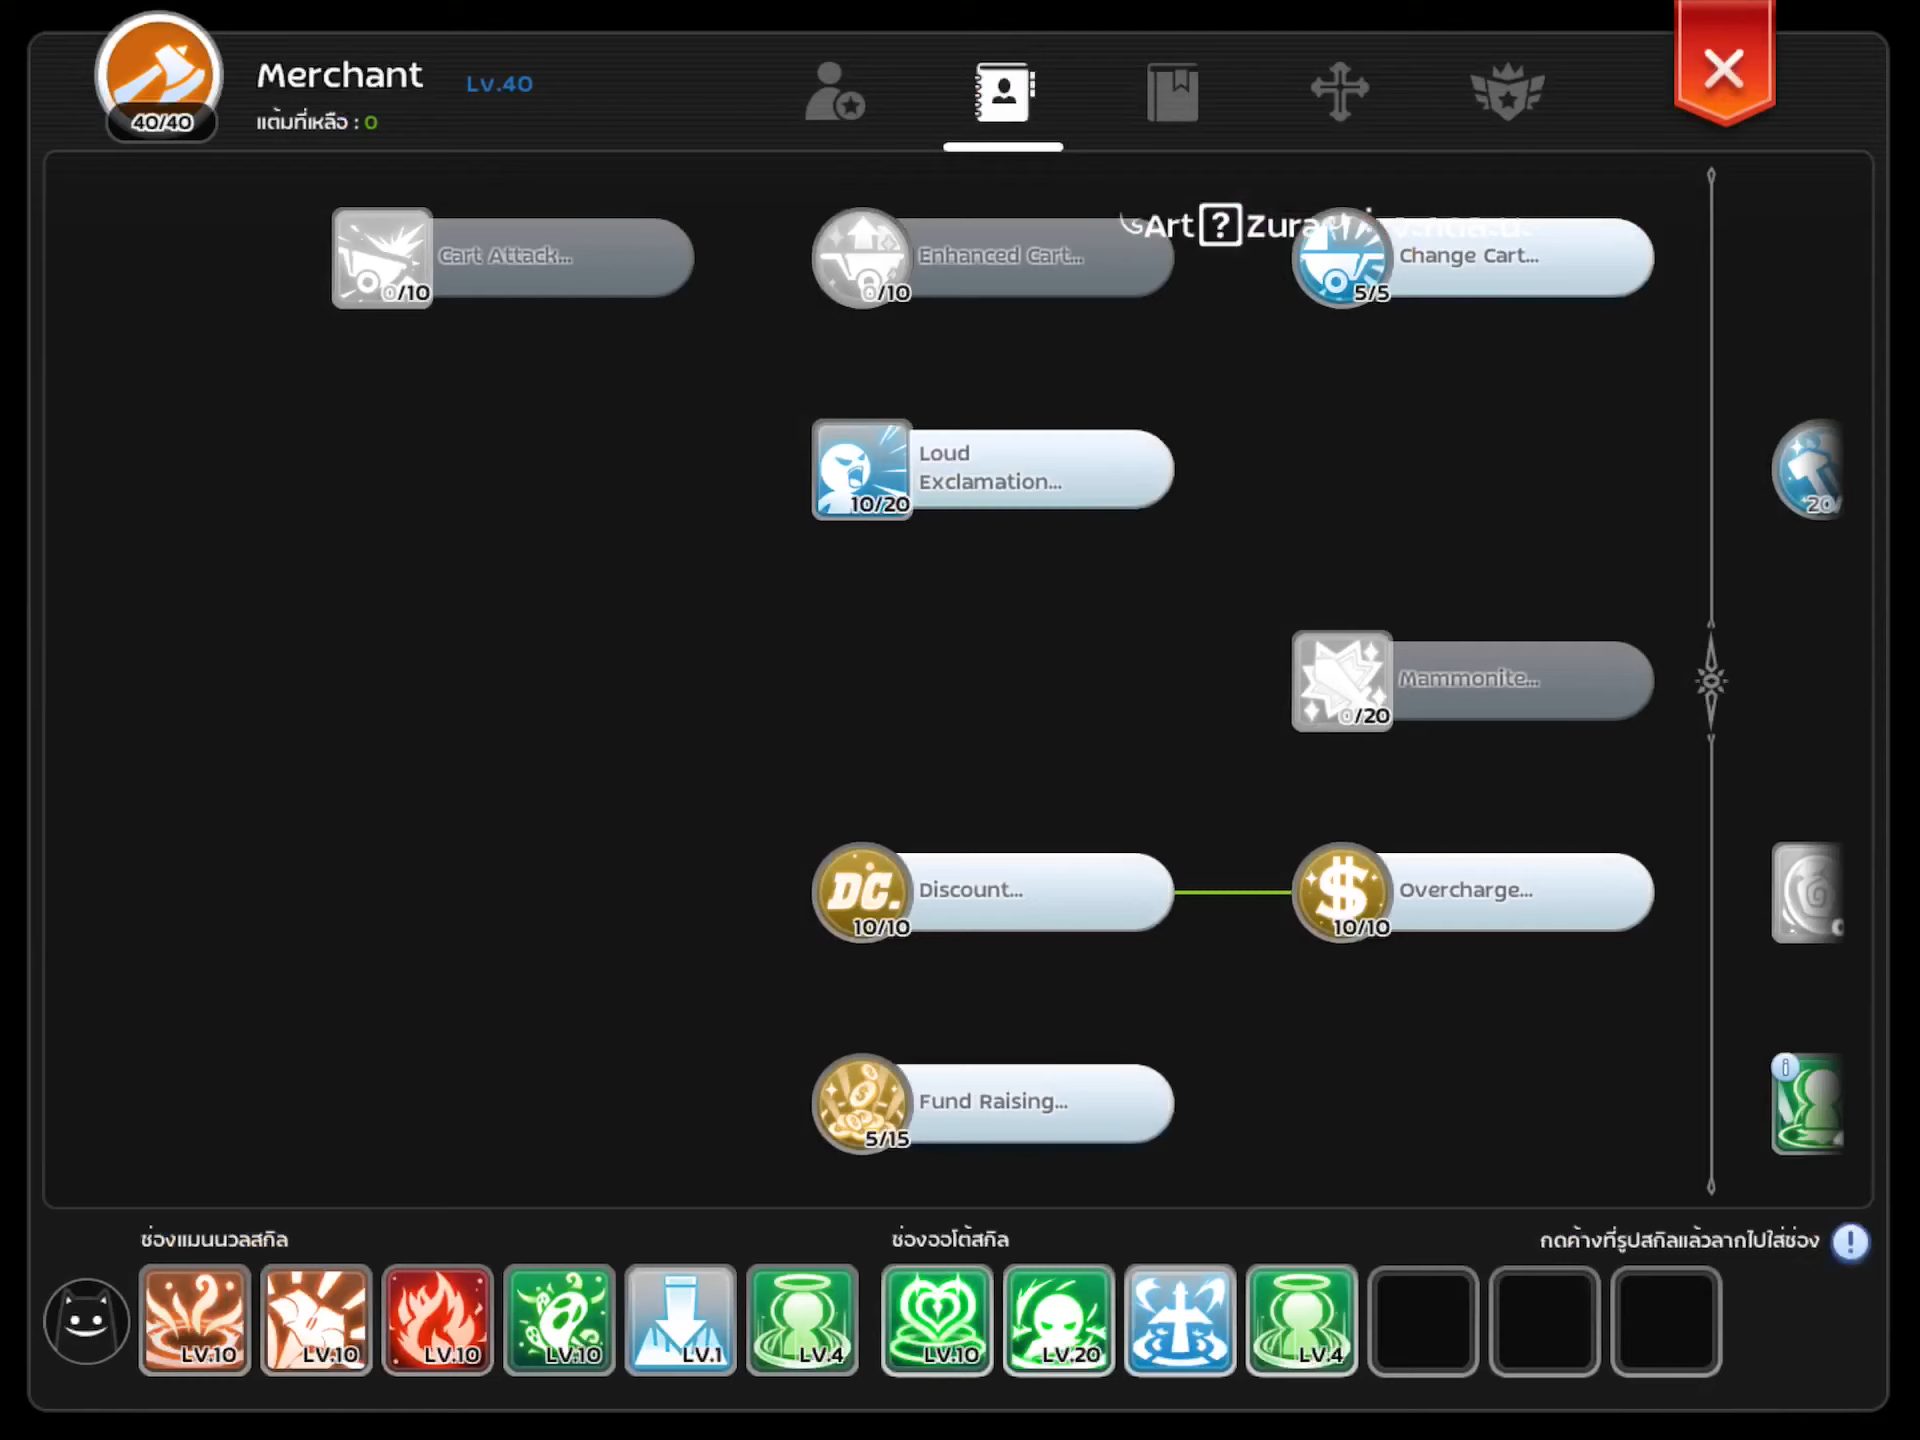 Merchant Lv.40
40/40
แต้มที่เหลือ : 0
Art ? Zura
Cart Attack...
0/10
Enhanced Cart...
0/10
Change Cart...
5/5
Loud
Exclamation...
10/20
20/
Mammonite...
0/20
DC.
Discount...
10/10
$
Overcharge...
10/10
Fund Raising...
5/15
ช่องแมนนวลสกิล
ช่องออโต้สกิล
กดค้างที่รูปสกิลแล้วลากไปใส่ช่อง
LV.10
LV.10
LV.10
LV.10
LV.1
LV.4
LV.10
LV.20
LV.4